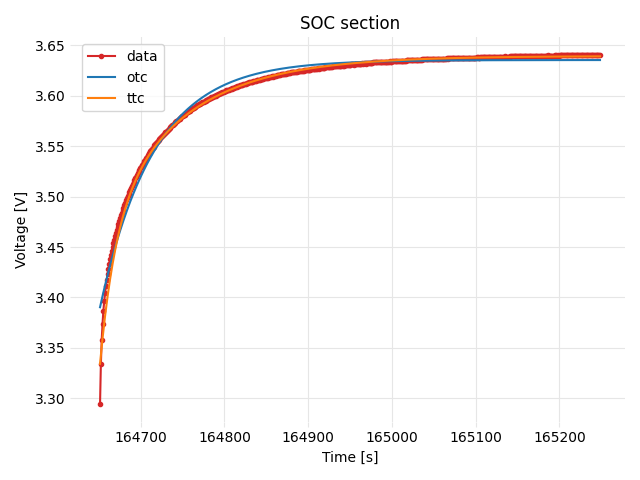 SOC section
data
otc
ttc
3.65
3.60
3.55
3.50
3.45
3.40
3.35
3.30
Voltage [V]
164700 164800 164900 165000 165100 165200
Time [s]